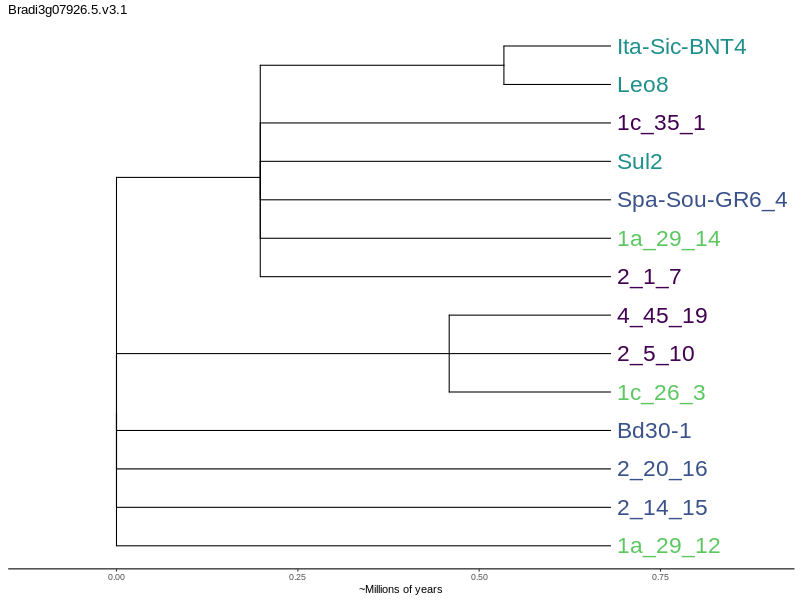 Bradi3g07926.5.v3.1
Ita-Sic-BNT4
Leo8
1c_35_1
Sul2
Spa-Sou-GR6_4
1a_29_14
2_1_7
4_45_19
2_5_10
1c_26_3
Bd30-1
2_20_16
2_14_15
1a_29_12
0.00 0.25 0.50 0.75
~Millions of years